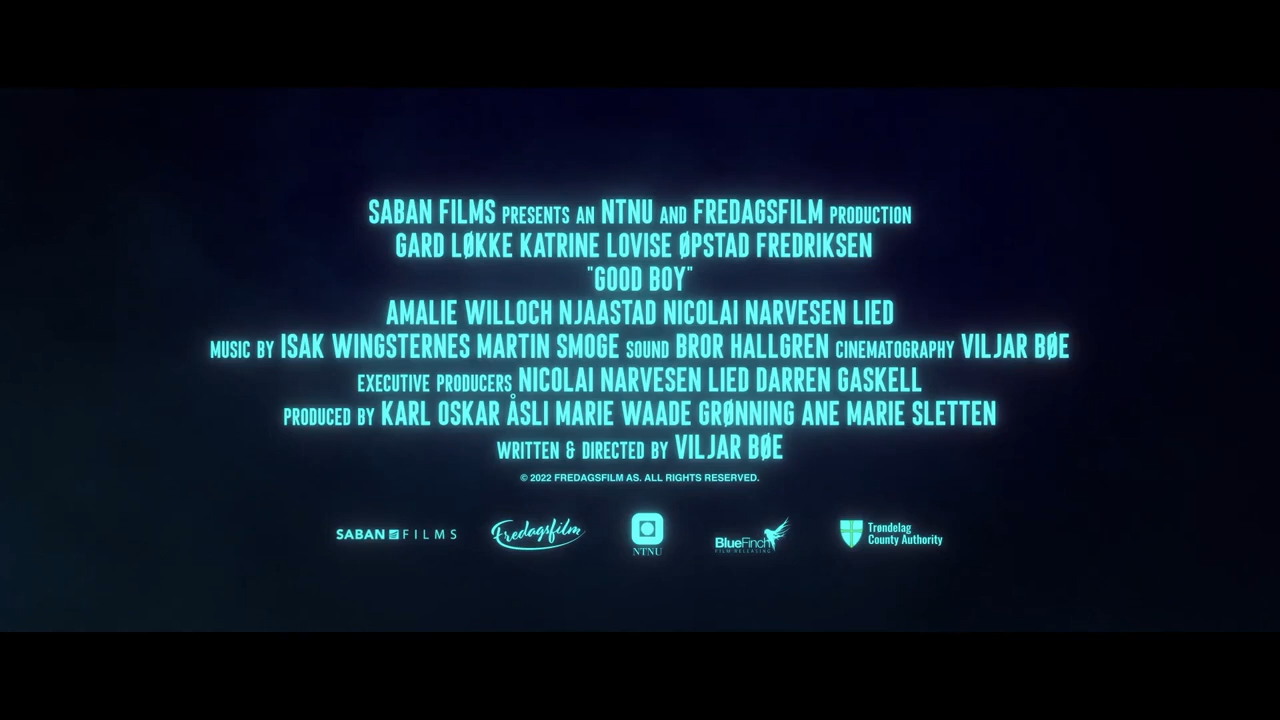 SABAN FILMS PRESENTS AN NTNU AND FREDAGSFILM PRODUCTION
GARD LØKKE KATRINE LOVISE ØPSTAD FREDRIKSEN
"GOOD BOY"
AMALIE WILLOCH NJAASTAD NICOLAI NARVESEN LIED
MUSIC BY ISAK WINGSTERNES MARTIN SMOGE SOUND BROR HALLGREN CINEMATOGRAPHY VILJAR BØE
EXECUTIVE PRODUCERS NICOLAI NARVESEN LIED DARREN GASKELL
PRODUCED BY KARL OSKAR ÅSLI MARIE WAADE GRØNNING ANE MARIE SLETTEN
WRITTEN & DIRECTED BY VILJAR BØE
© 2022 FREDAGSFILM AS. ALL RIGHTS RESERVED.
SABAN FILMS
Fredagsfilm
NTNU
BlueFinch
FILM RELEASING
Trøndelag
County Authority